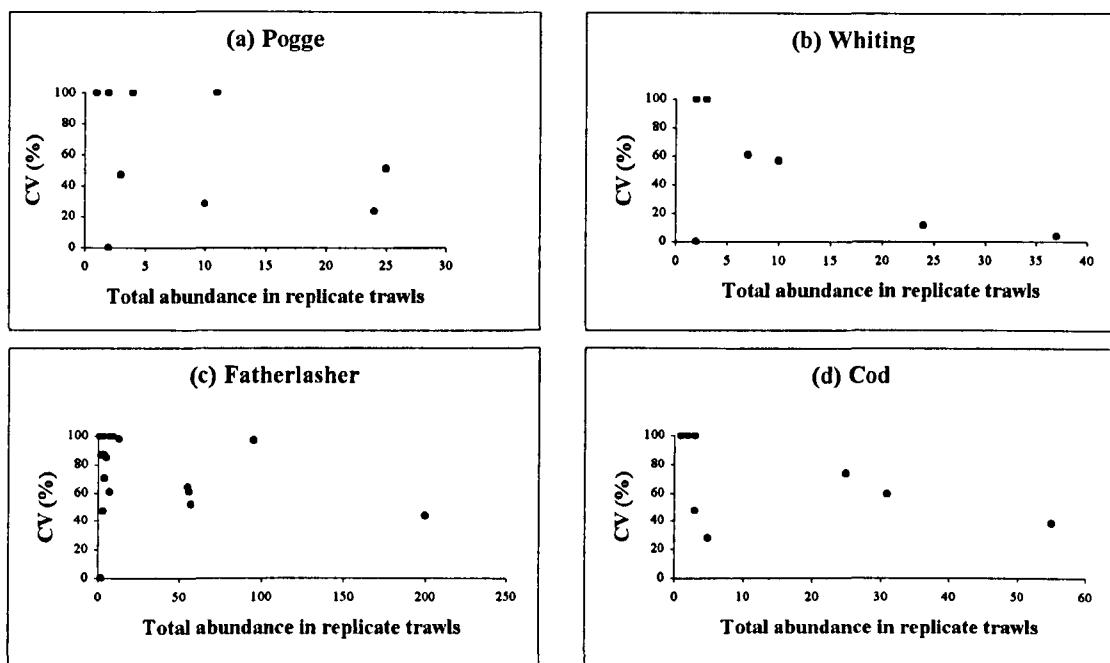 (a) Pogge
CV (%)
100
80
60
40
20
0
0 5 10 15 20 25 30
Total abundance in replicate trawls
(b) Whiting
CV (%)
100
80
60
40
20
0
0 5 10 15 20 25 30 35 40
Total abundance in replicate trawls
(c) Fatherlasher
CV (%)
100
80
60
40
20
0
0 50 100 150 200 250
Total abundance in replicate trawls
(d) Cod
CV (%)
100
80
60
40
20
0
0 10 20 30 40 50 60
Total abundance in replicate trawls